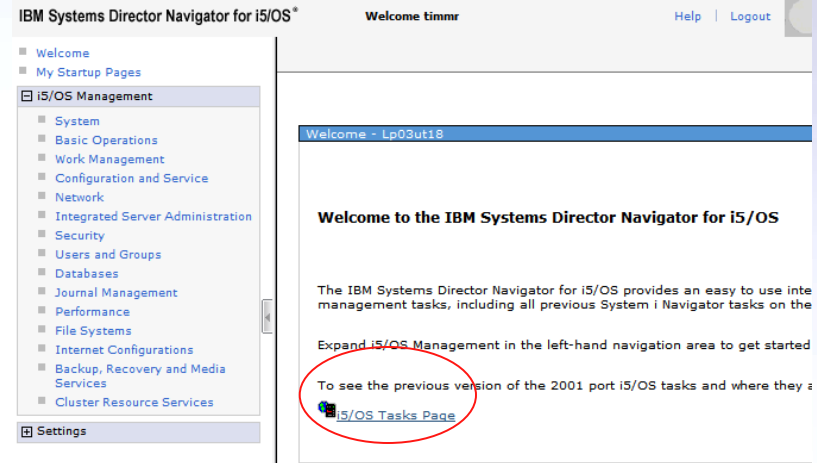 IBM Systems Director Navigator for i5/OS®
Welcome timmr
Help | Logout
Welcome
My Startup Pages
i5/OS Management
System
Basic Operations
Work Management
Configuration and Service
Network
Integrated Server Administration
Security
Users and Groups
Databases
Journal Management
Performance
File Systems
Internet Configurations
Backup, Recovery and Media
Services
Cluster Resource Services
Settings
Welcome - Lp03ut18
Welcome to the IBM Systems Director Navigator for i5/OS
The IBM Systems Director Navigator for i5/OS provides an easy to use inte
management tasks, including all previous System i Navigator tasks on the
Expand i5/OS Management in the left-hand navigation area to get started
To see the previous version of the 2001 port i5/OS tasks and where they a
i5/OS Tasks Page